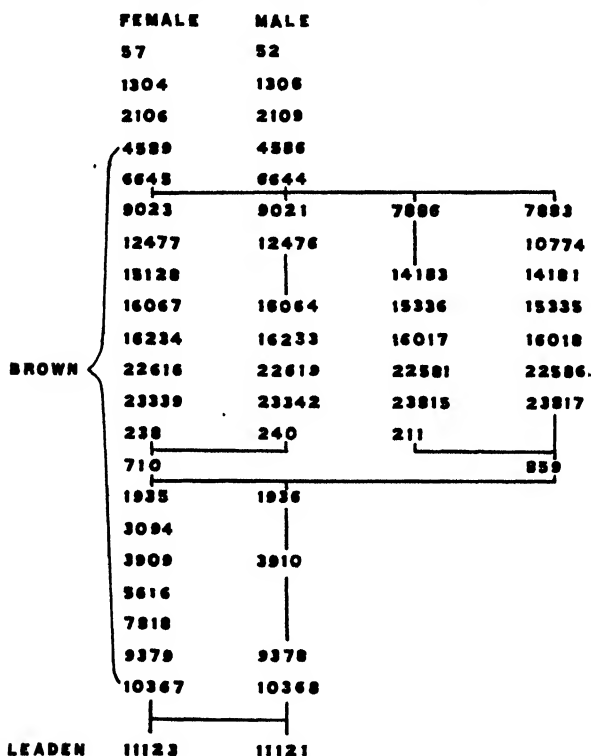 FEMALE MALE
57 52
1304 1306
2106 2109
4589 4586
6645 6644
9023 9021 7886 7883
12477 12476 10774
15128 14183 14181
16067 16064 15336 15335
16234 16233 16017 16018
BROWN 22616 22619 22581 22586.
23339 23342 23815 23817
238 240 211
710 859
1935 1936
3094
3909 3910
5616
7818
9379 9378
10367 10368
LEADEN 11123 11121